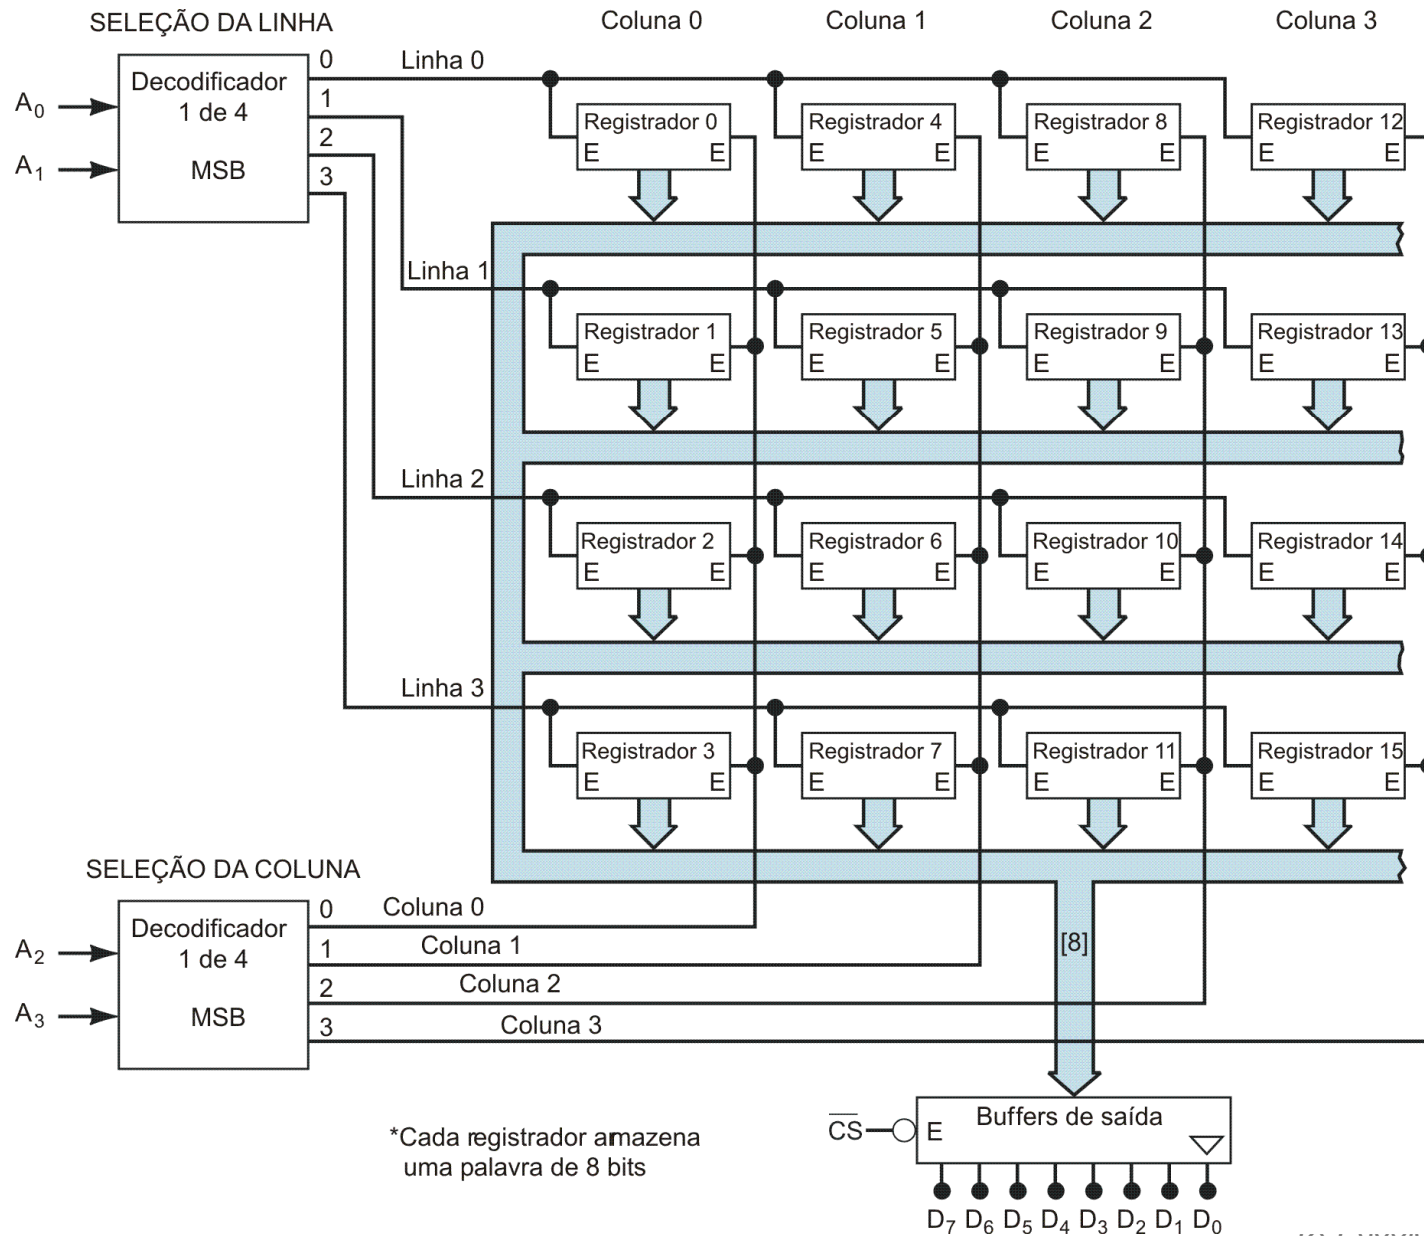 SELEÇÃO DA LINHA
Coluna 0 Coluna 1 Coluna 2 Coluna 3
A0
A1
Decodificador
1 de 4
MSB
0
1
2
3
Linha 0
Registrador 0
E E
Registrador 4
E E
Registrador 8
E E
Registrador 12
E E
Linha 1
Registrador 1
E E
Registrador 5
E E
Registrador 9
E E
Registrador 13
E E
Linha 2
Registrador 2
E E
Registrador 6
E E
Registrador 10
E E
Registrador 14
E E
Linha 3
Registrador 3
E E
Registrador 7
E E
Registrador 11
E E
Registrador 15
E E
SELEÇÃO DA COLUNA
A2
A3
Decodificador
1 de 4
MSB
0
1
2
3
Coluna 0
Coluna 1
Coluna 2
Coluna 3
[8]
*Cada registrador armazena
uma palavra de 8 bits
CS
E
Buffers de saída
D7 D6 D5 D4 D3 D2 D1 D0